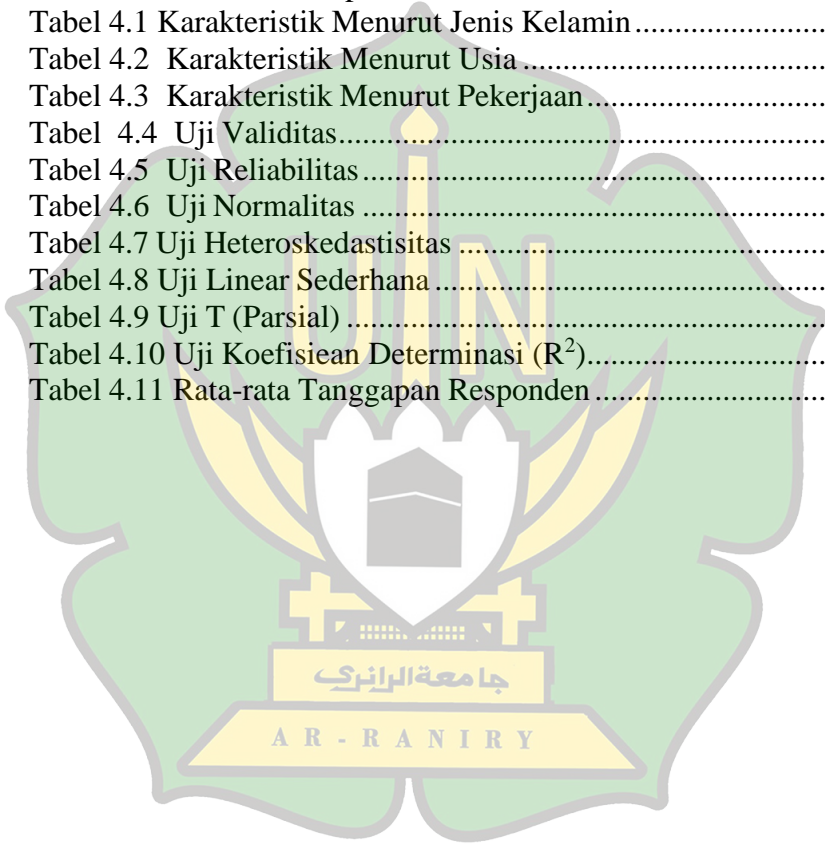 Tabel 4.1 Karakteristik Menurut Jenis Kelamin..........................
Tabel 4.2 Karakteristik Menurut Usia..........................................
Tabel 4.3 Karakteristik Menurut Pekerjaan.................................
Tabel 4.4 Uji Validitas..................................................................
Tabel 4.5 Uji Reliabilitas..............................................................
Tabel 4.6 Uji Normalitas ..............................................................
Tabel 4.7 Uji Heteroskedastisitas .................................................
Tabel 4.8 Uji Linear Sederhana ....................................................
Tabel 4.9 Uji T (Parsial) ...............................................................
Tabel 4.10 Uji Koefisiean Determinasi (R²).................................
Tabel 4.11 Rata-rata Tanggapan Responden ................................
UIN
جامعةالرانري
AR-RANIRY